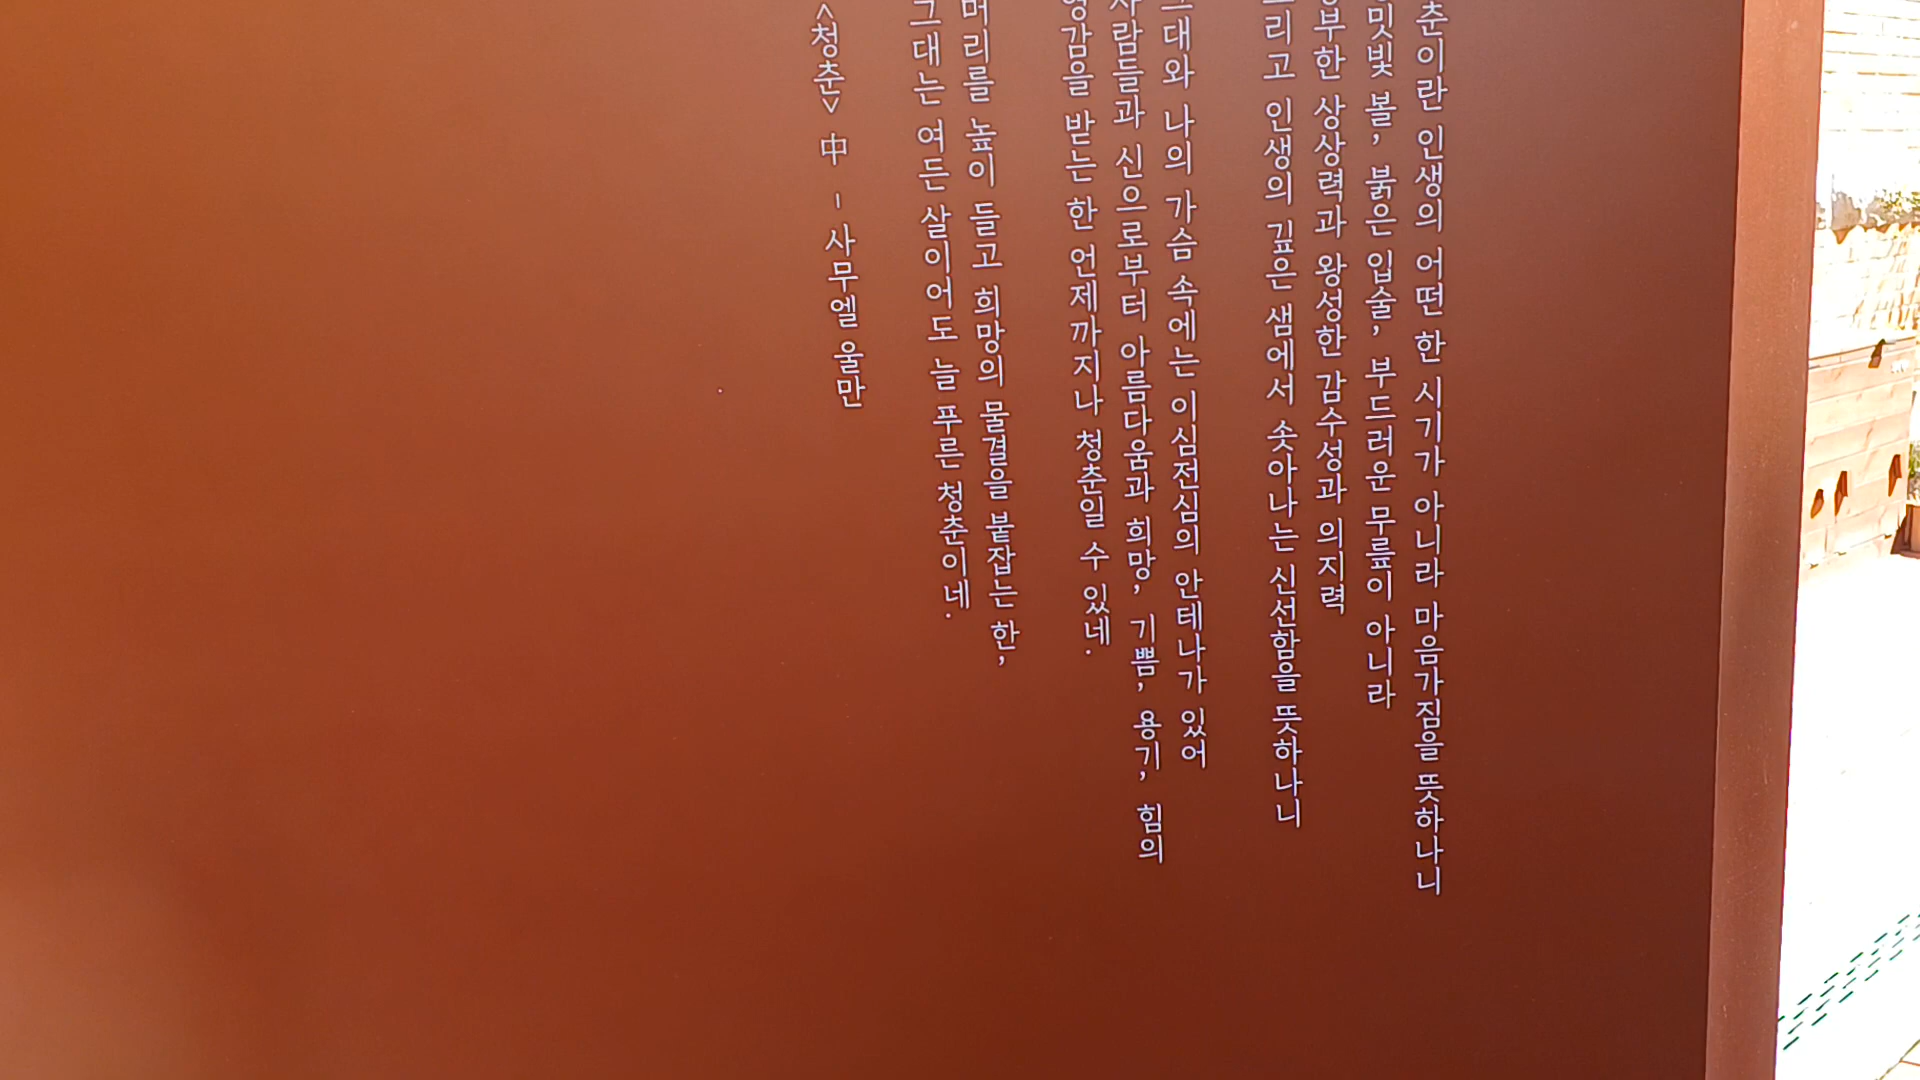 춘이란 인생의 어떤 한 시기가 아니라 마음가짐을 뜻하나니
밋빛 볼, 붉은 입술, 부드러운 무릎이 아니라
부한 상상력과 왕성한 감수성과 의지력
리고 인생의 깊은 샘에서 솟아나는 신선함을 뜻하나니
대와 나의 가슴 속에는 이심전심의 안테나가 있어
사람들과 신으로부터 아름다움과 희망, 기쁨, 용기, 힘의
영감을 받는 한 언제까지나 청춘일 수 있네.
머리를 높이 들고 희망의 물결을 붙잡는 한,
그대는 여든 살이어도 늘 푸른 청춘이네.
<청춘> 中 - 사무엘 울만